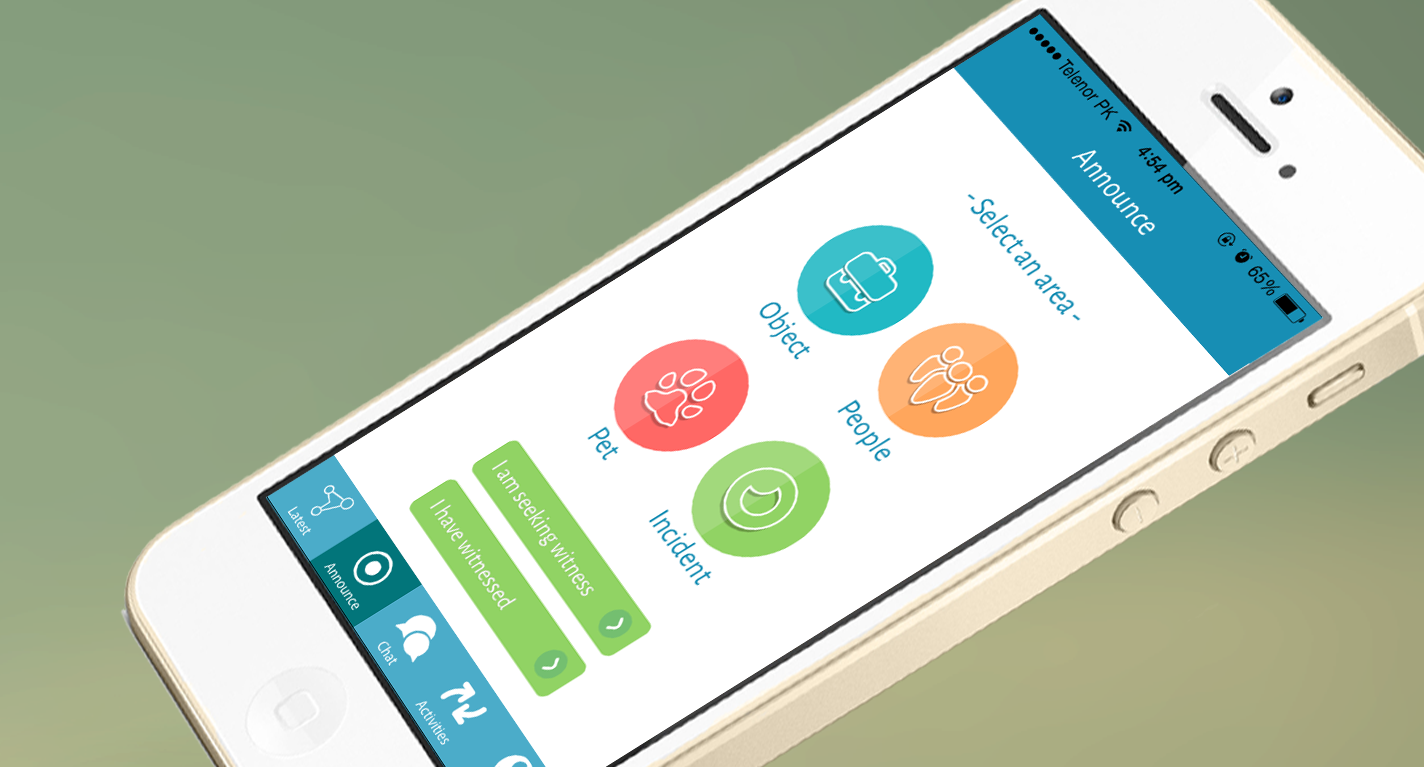 Telenor PK 4:54 pm 65%
Announce
- Select an area -
Object
People
Pet
Incident
I am seeking witness
I have witnessed
Latest
Announce
Chat
Activities